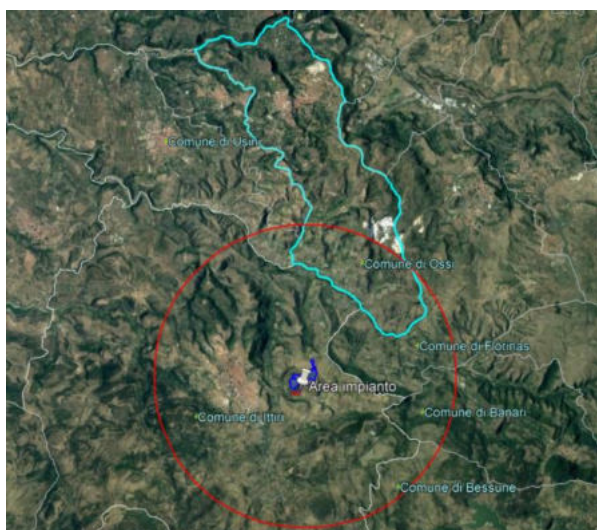 Comune di Usini
Comune di Ossi
Comune di Florinas
Area impianto
Comune di Banari
Comune di Ittiri
Comune di Bessude